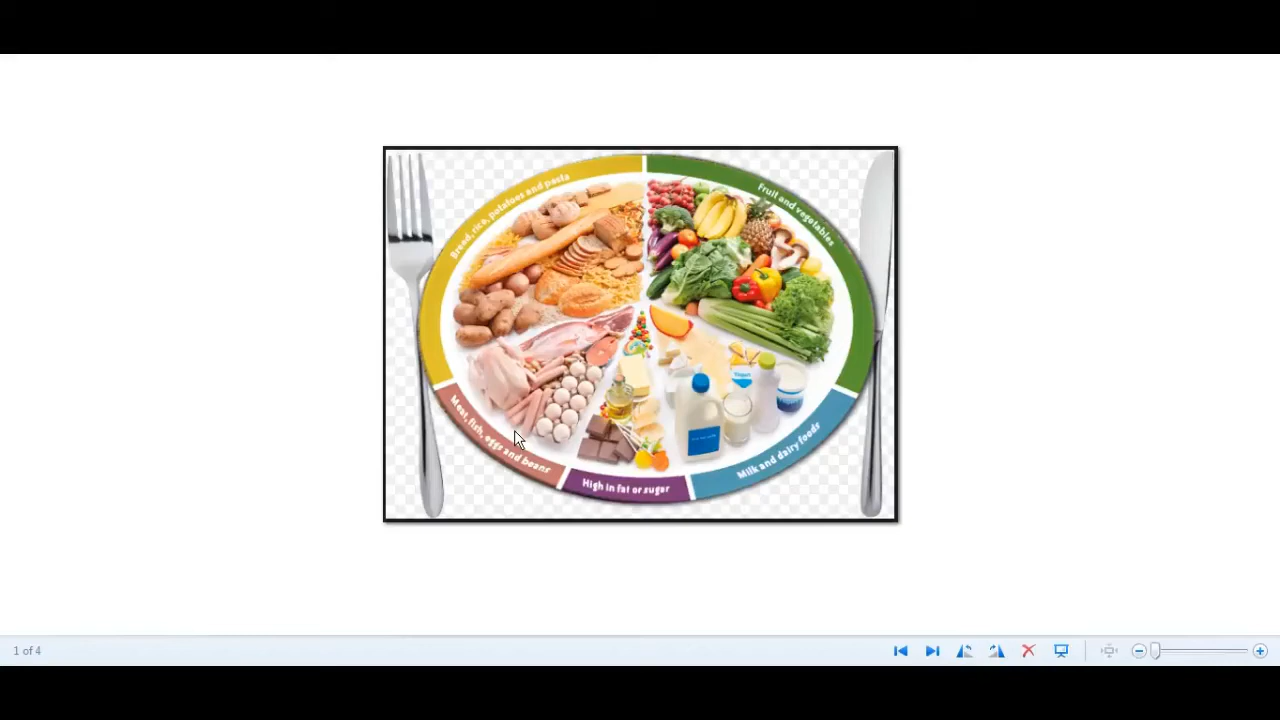 Bread, rice, potatoes and pasta
Fruit and vegetables
Meat, fish, eggs and beans
High in fat or sugar
Milk and dairy foods
1 of 4